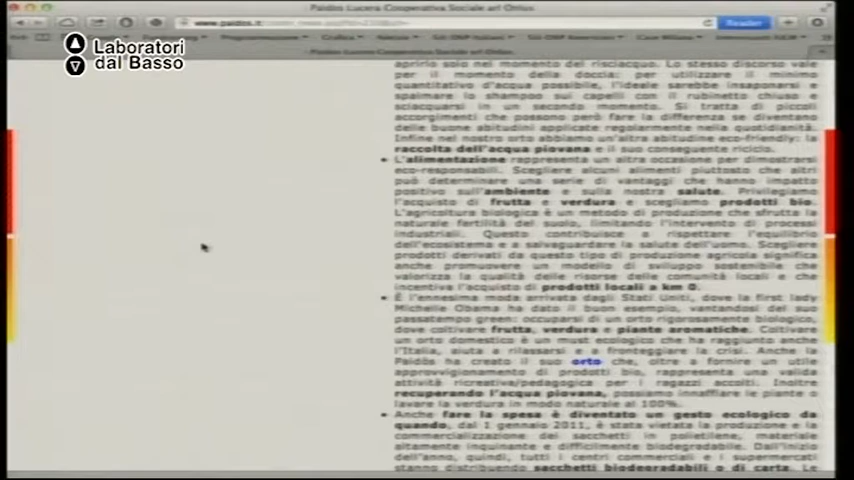 Paidos Lucera Cooperativa Sociale arl Onlus
www.paidos.it
Reader
Paidos Lucera Cooperativa Sociale arl Onlus
Laboratori
dal Basso
aprirlo solo nel momento del risciacquo. Lo stesso discorso vale
per il momento della doccia: per utilizzare il minimo
quantitativo d'acqua possibile, l'ideale sarebbe insaponarsi e
spalmare lo shampoo sui capelli con il rubinetto chiuso e
sciacquarsi in un secondo momento. Si tratta di piccoli
accorgimenti che possono però fare la differenza se diventano
delle buone abitudini applicate regolarmente nella quotidianità.
Infine nel nostro orto abbiamo un'altra abitudine eco-friendly: la
raccolta dell'acqua piovana e il suo conseguente riciclo.
L'alimentazione rappresenta un altra occasione per dimostrarsi
eco-responsabili. Scegliere alcuni alimenti piuttosto che altri
può determinare una serie di vantaggi che hanno impatto
positivo sull'ambiente e sulla nostra salute. Privilegiamo
l'acquisto di frutta e verdura e scegliamo prodotti bio.
L'agricoltura biologica è un metodo di produzione che sfrutta la
naturale fertilità del suolo, limitando l'intervento di processi
industriali. Questo contribuisce a rispettare l'equilibrio
dell'ecosistema e a salvaguardare la salute dell'uomo. Scegliere
prodotti derivati da questo tipo di produzione agricola significa
anche promuovere un modello di sviluppo sostenibile che
valorizza la qualità delle risorse delle comunità locali e che
incentiva l'acquisto di prodotti locali a km 0.
È l'ennesima moda arrivata dagli Stati Uniti, dove la first lady
Michelle Obama ha dato il buon esempio, vantandosi del suo
passatempo green: occuparsi di un orto rigorosamente biologico,
dove coltivare frutta, verdura e piante aromatiche. Coltivare
un orto domestico è un must ecologico che ha raggiunto anche
l'Italia, aiuta a rilassarsi e a fronteggiare la crisi. Anche la
Paidòs ha creato il suo orto che, oltre a fornire un utile
approvvigionamento di prodotti bio, rappresenta una valida
attività ricreativa/pedagogica per i ragazzi accolti. Inoltre
recuperando l'acqua piovana, possiamo innaffiare le piante o
lavare la verdura in modo naturale al 100%.
Anche fare la spesa è diventato un gesto ecologico da
quando, dal 1 gennaio 2011, è stata vietata la produzione e la
commercializzazione dei sacchetti in polietilene, materiale
altamente inquinante e difficilmente biodegradabile. Dall'inizio
dell'anno, quindi, tutti i centri commerciali e i supermercati
stanno distribuendo sacchetti biodegradabili o di carta. Le